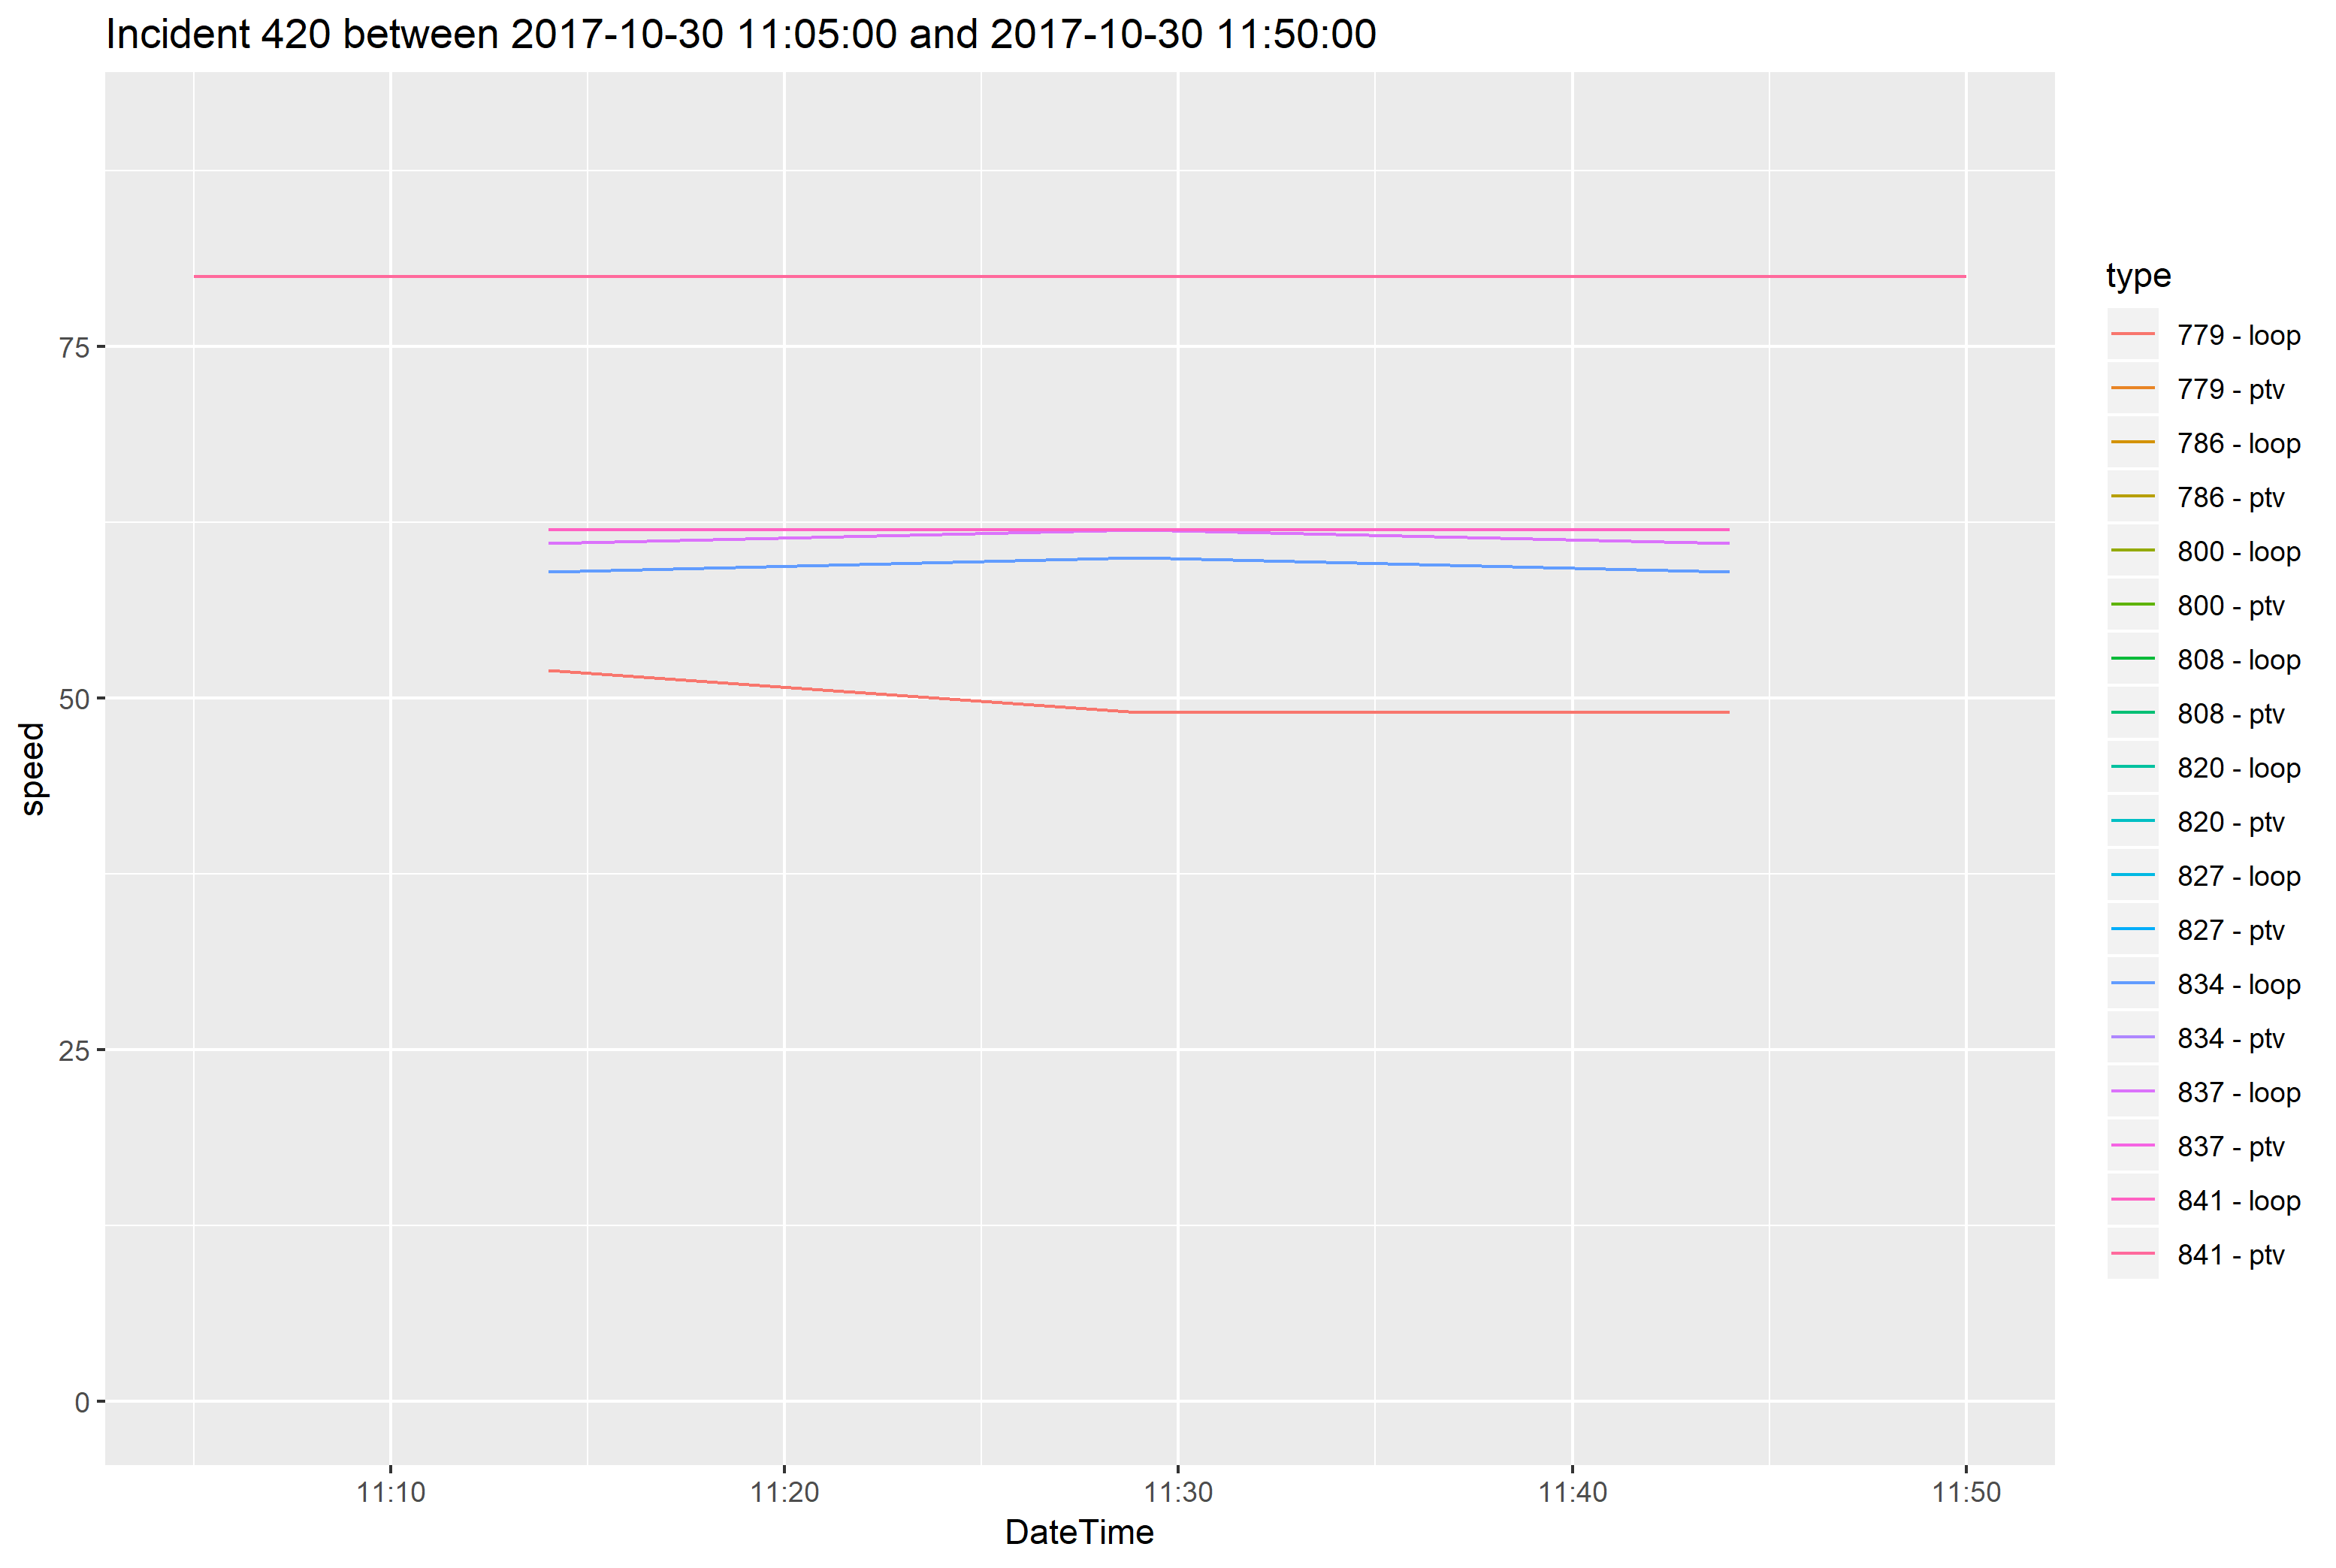 Incident 420 between 2017-10-30 11:05:00 and 2017-10-30 11:50:00
speed
75
50
25
0
11:10
11:20
11:30
11:40
11:50
DateTime
type
779 - loop
779 - ptv
786 - loop
786 - ptv
800 - loop
800 - ptv
808 - loop
808 - ptv
820 - loop
820 - ptv
827 - loop
827 - ptv
834 - loop
834 - ptv
837 - loop
837 - ptv
841 - loop
841 - ptv